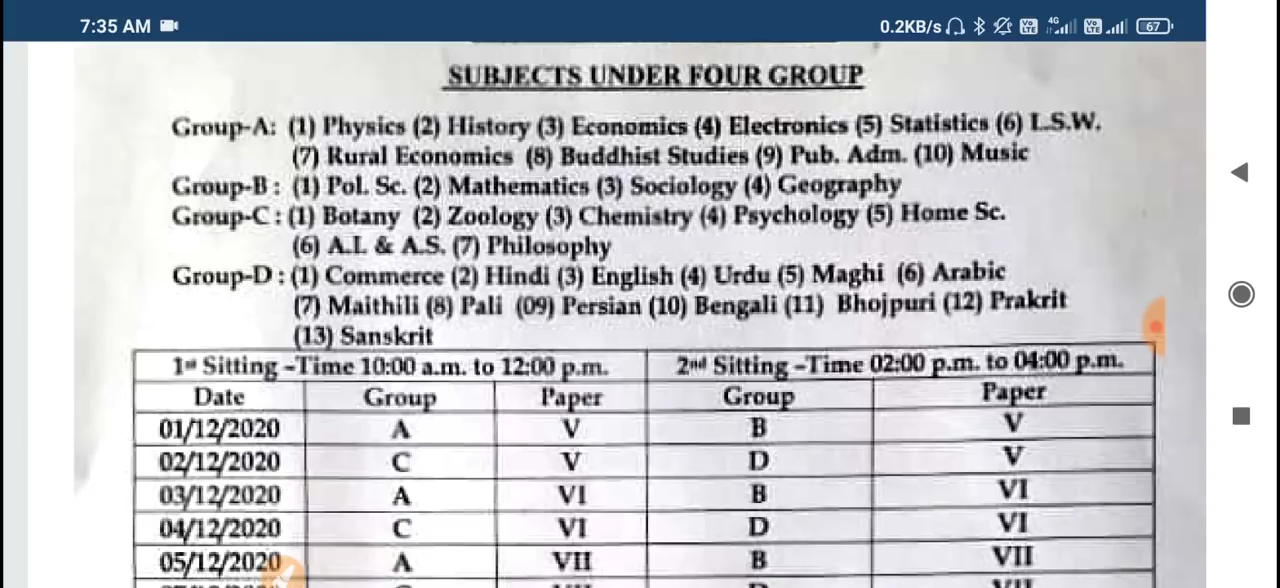 7:35 AM
0.2KB/s 4G Vo LTE Vo LTE 67
SUBJECTS UNDER FOUR GROUP
Group-A: (1) Physics (2) History (3) Economics (4) Electronics (5) Statistics (6) L.S.W.
(7) Rural Economics (8) Buddhist Studies (9) Pub. Adm. (10) Music
Group-B : (1) Pol. Sc. (2) Mathematics (3) Sociology (4) Geography
Group-C : (1) Botany (2) Zoology (3) Chemistry (4) Psychology (5) Home Sc.
(6) A.I. & A.S. (7) Philosophy
Group-D : (1) Commerce (2) Hindi (3) English (4) Urdu (5) Maghi (6) Arabic
(7) Maithili (8) Pali (09) Persian (10) Bengali (11) Bhojpuri (12) Prakrit
(13) Sanskrit
1st Sitting -Time 10:00 a.m. to 12:00 p.m. 2nd Sitting -Time 02:00 p.m. to 04:00 p.m.
Date Group Paper Group Paper
01/12/2020 A V B V
02/12/2020 C V D V
03/12/2020 A VI B VI
04/12/2020 C VI D VI
05/12/2020 A VII B VII